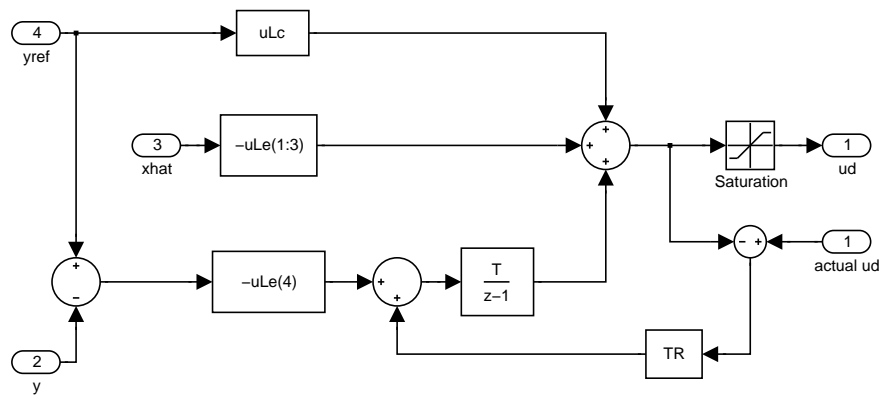 4
yref
uLc
3
xhat
−uLe(1:3)
+
+
+
Saturation
1
ud
+
−
−uLe(4)
+
+
T
z−1
− +
1
actual ud
TR
2
y